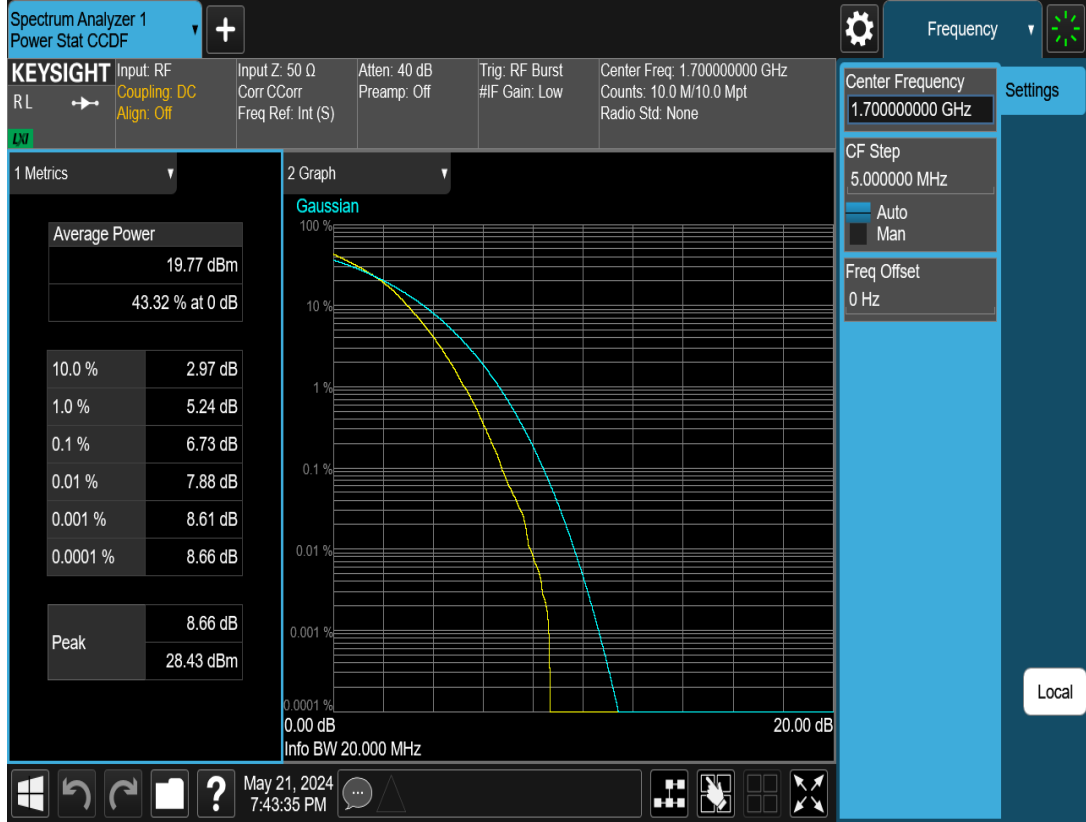 Spectrum Analyzer 1
Power Stat CCDF
+
Frequency
KEYSIGHT
RL
LXI
Input: RF
Coupling: DC
Align: Off
Input Z: 50 Ω
Corr CCorr
Freq Ref: Int (S)
Atten: 40 dB
Preamp: Off
Trig: RF Burst
#IF Gain: Low
Center Freq: 1.700000000 GHz
Counts: 10.0 M/10.0 Mpt
Radio Std: None
1 Metrics
Average Power
19.77 dBm
43.32 % at 0 dB
10.0 % 2.97 dB
1.0 % 5.24 dB
0.1 % 6.73 dB
0.01 % 7.88 dB
0.001 % 8.61 dB
0.0001 % 8.66 dB
Peak
8.66 dB
28.43 dBm
2 Graph
Gaussian
100 %
10 %
1 %
0.1 %
0.01 %
0.001 %
0.0001 %
0.00 dB 20.00 dB
Info BW 20.000 MHz
Center Frequency
1.700000000 GHz
CF Step
5.000000 MHz
Auto
Man
Freq Offset
0 Hz
Settings
Local
?
May 21, 2024
7:43:35 PM